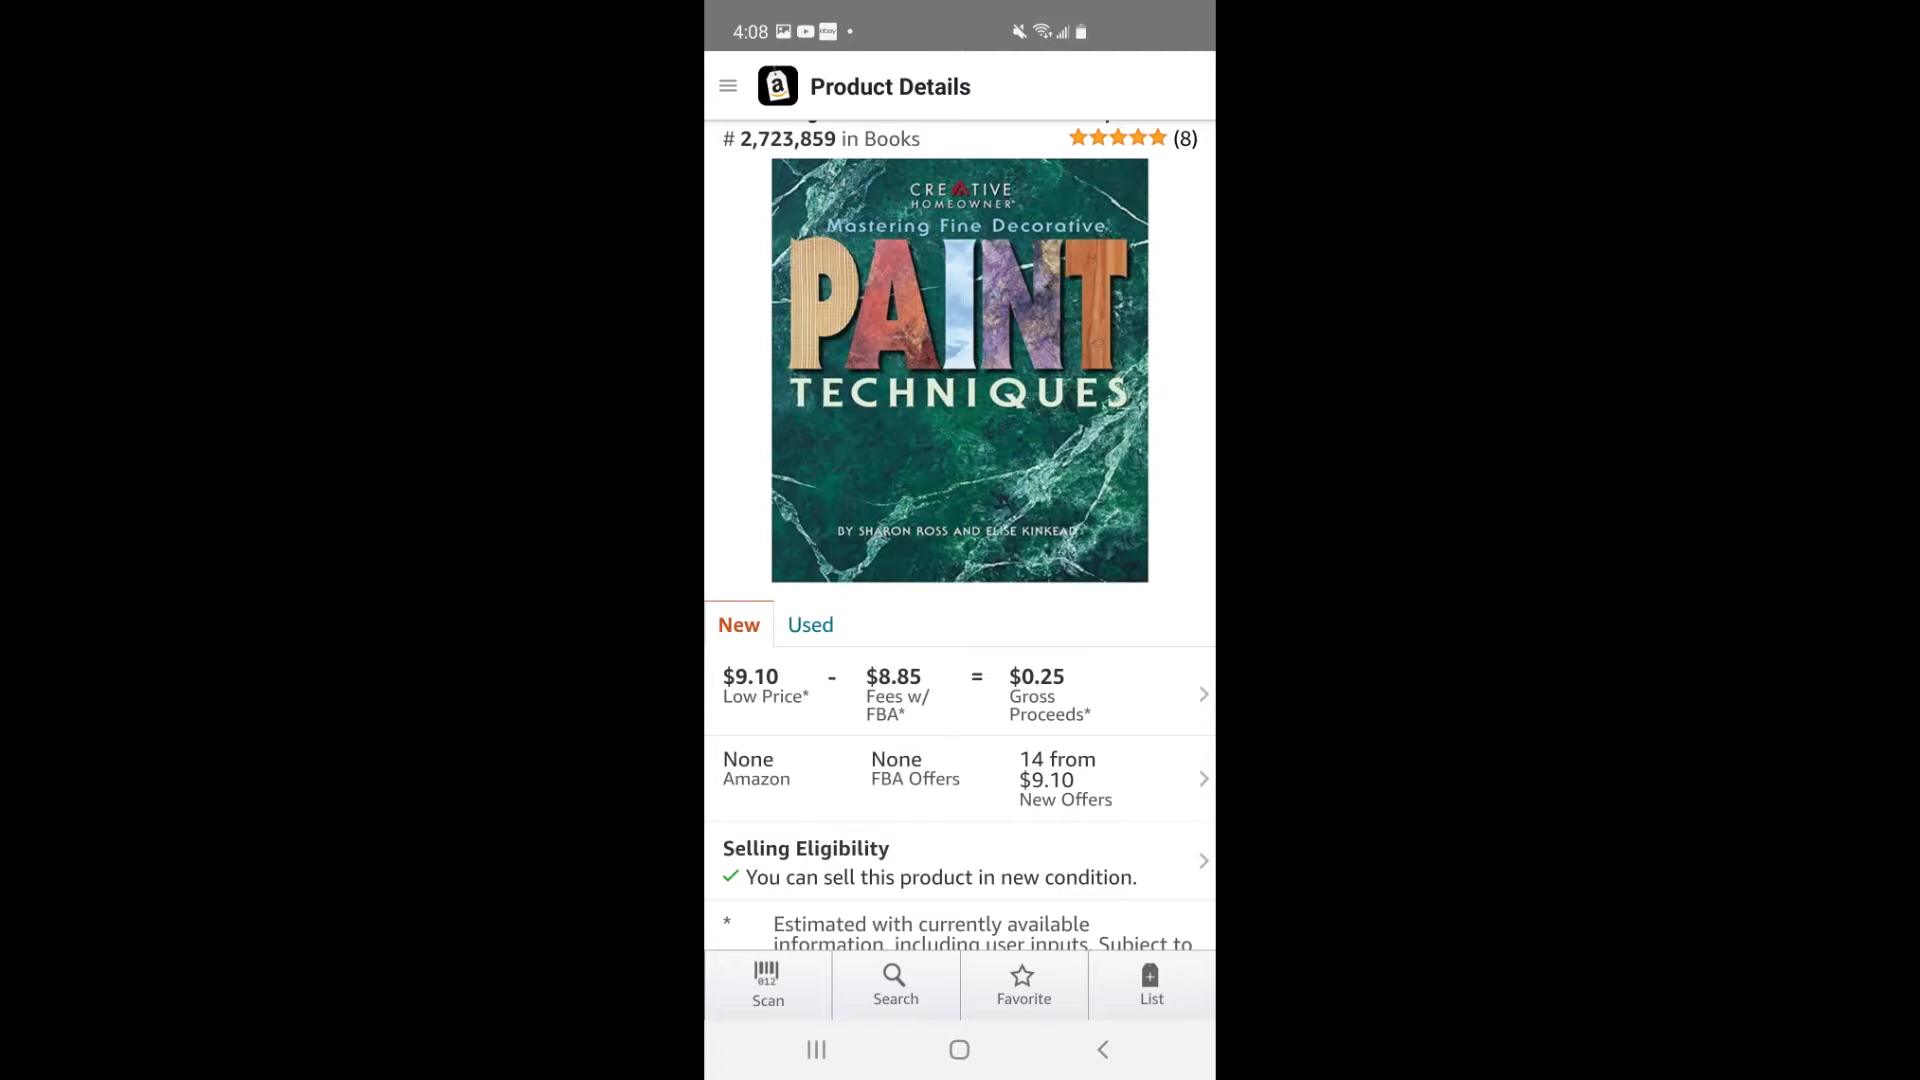 4:08
ebay
Product Details
# 2,723,859 in Books
(8)
CREATIVE
HOMEOWNER®
Mastering Fine Decorative
PAINT
TECHNIQUES
BY SHARON ROSS AND ELISE KINKEAD
New
Used
$9.10 - $8.85 = $0.25
Low Price*
Fees w/
FBA*
Gross
Proceeds*
None
Amazon
None
FBA Offers
14 from
$9.10
New Offers
Selling Eligibility
You can sell this product in new condition.
* Estimated with currently available
information, including user inputs. Subject to
012
Scan
Search
Favorite
List